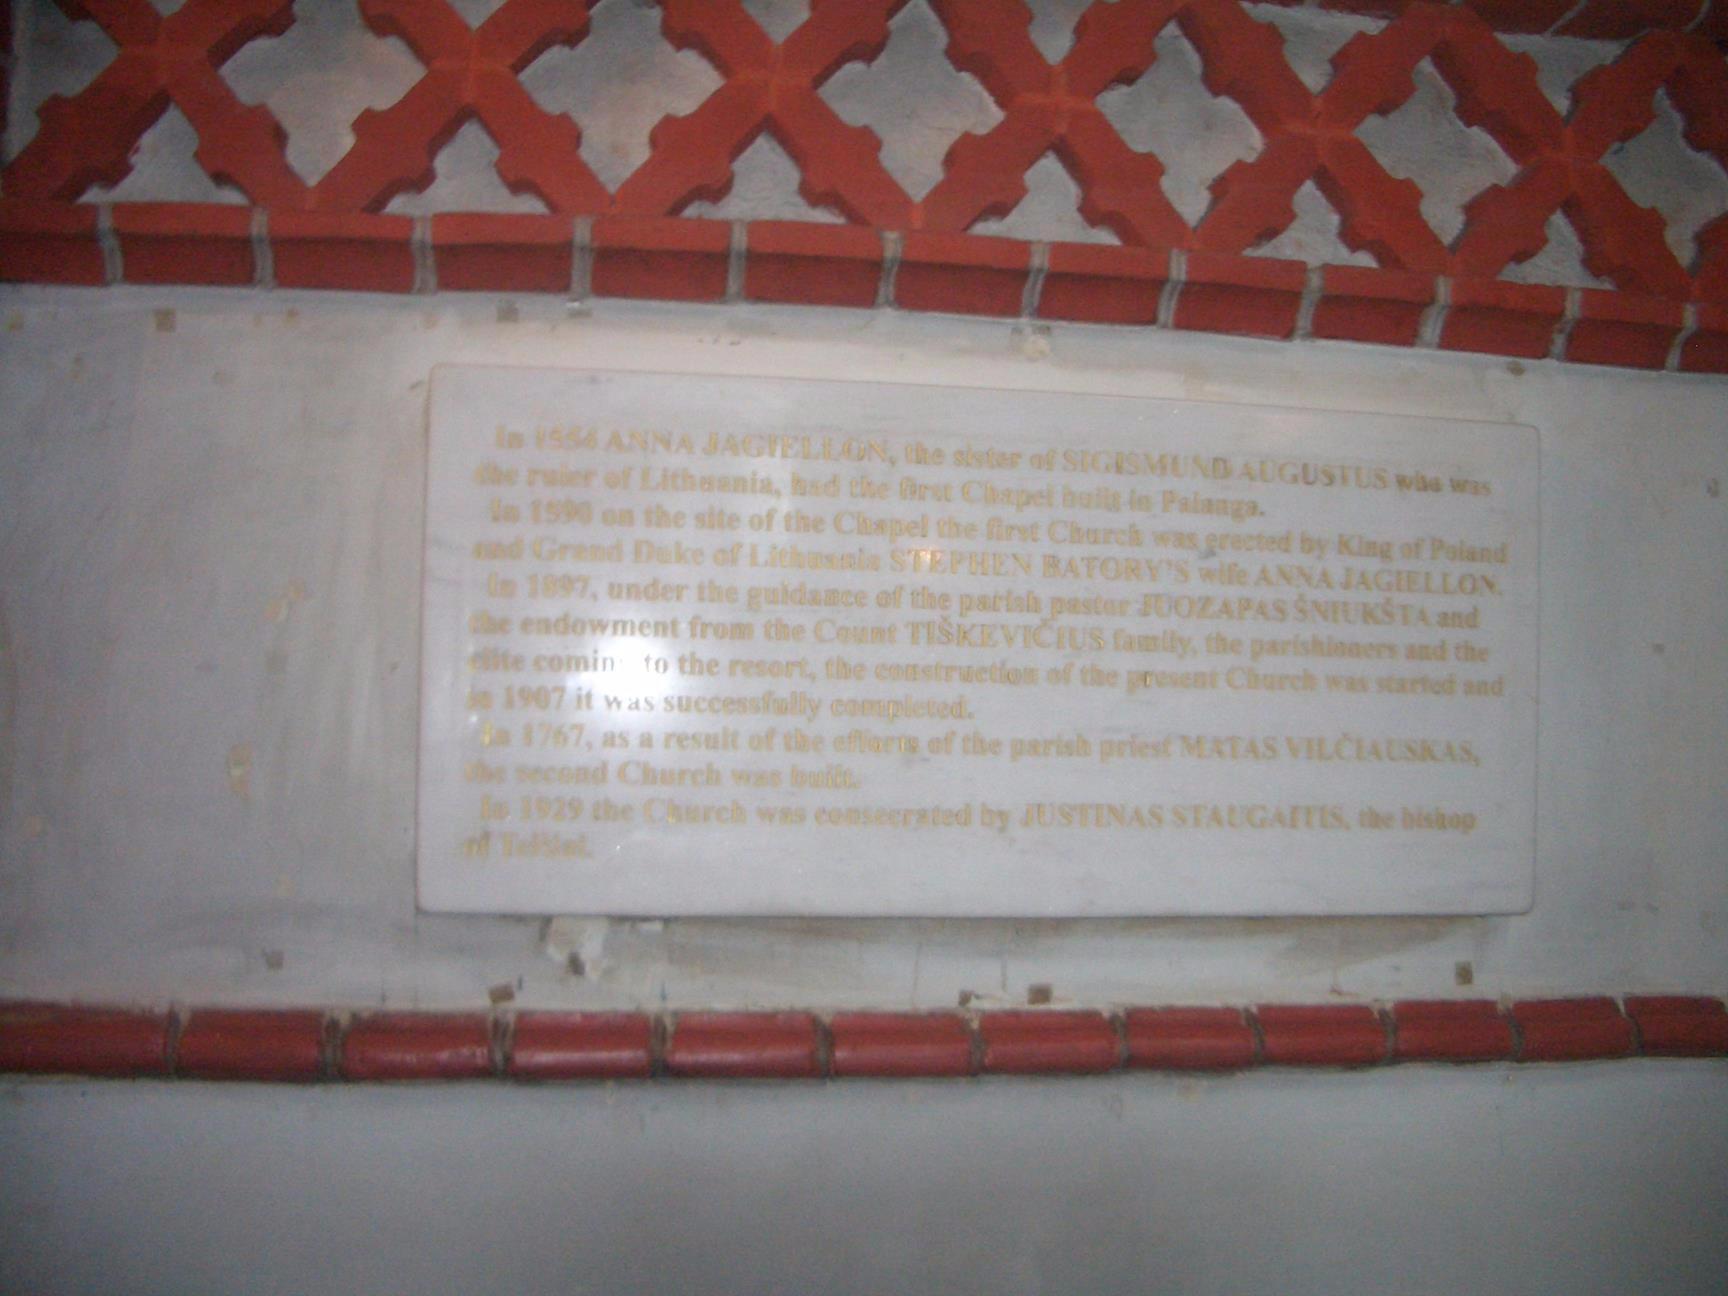 In 1554 ANNA JAGIELLON, the sister of SIGISMUND AUGUSTUS who was
the ruler of Lithuania, had the first Chapel built in Palanga.
In 1590 on the site of the Chapel the first Church was erected by King of Poland
and Grand Duke of Lithuania STEPHEN BATORY'S wife ANNA JAGIELLON.
In 1897, under the guidance of the parish pastor JUOZAPAS ŠNIUKŠTA and
the endowment from the Count TIŠKEVIČIUS family, the parishioners and the
elite coming to the resort, the construction of the present Church was started and
in 1907 it was successfully completed.
In 1767, as a result of the efforts of the parish priest MATAS VILČIAUSKAS,
the second Church was built.
In 1929 the Church was consecrated by JUSTINAS STAUGAITIS, the bishop
of Telšiai.